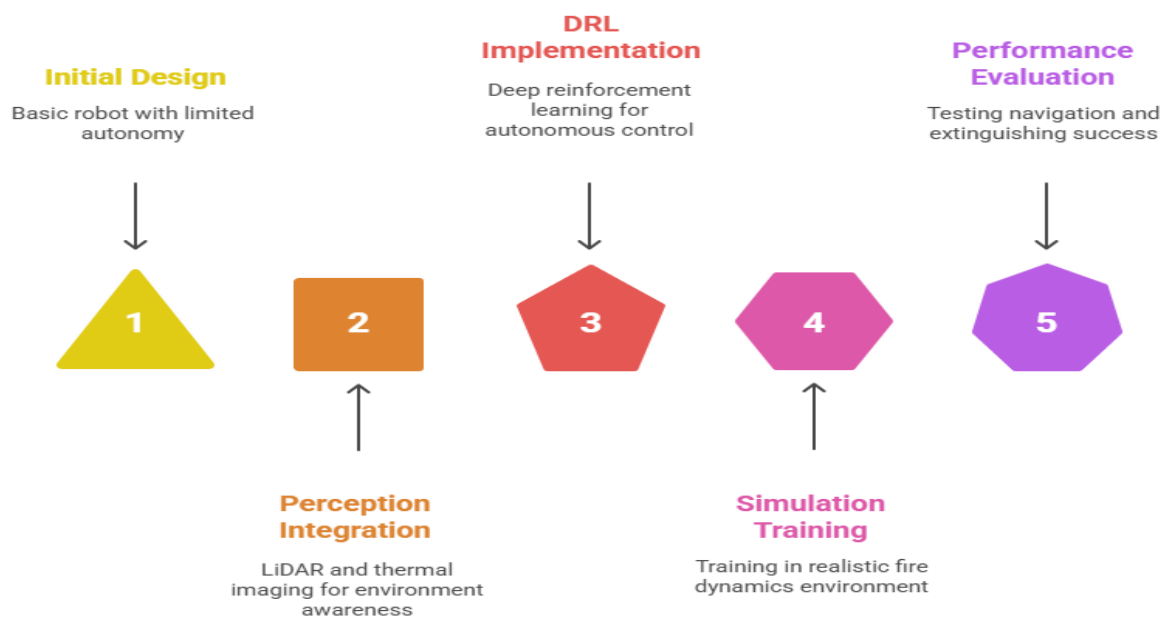 Initial Design
Basic robot with limited
autonomy
1
Perception
Integration
LiDAR and thermal
imaging for environment
awareness
2
DRL
Implementation
Deep reinforcement
learning for
autonomous control
3
Simulation
Training
Training in realistic fire
dynamics environment
4
Performance
Evaluation
Testing navigation and
extinguishing success
5